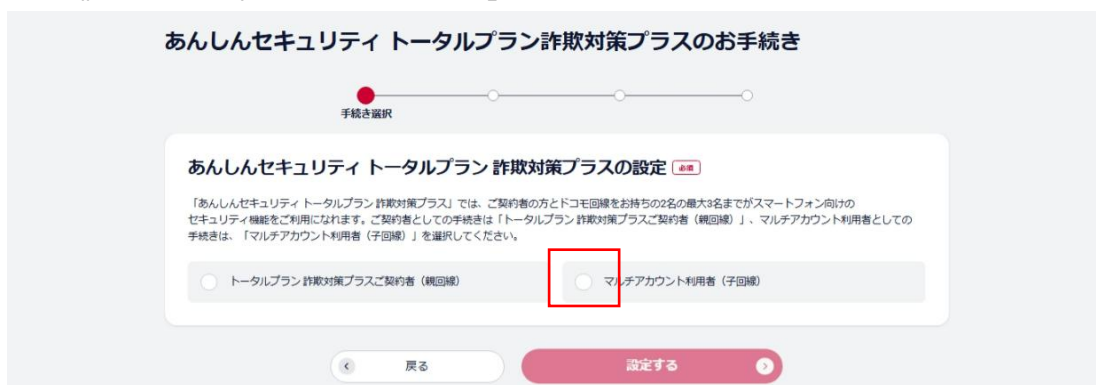 あんしんセキュリティ トータルプラン詐欺対策プラスのお手続き
手続き選択
あんしんセキュリティ トータルプラン 詐欺対策プラスの設定 必須
「あんしんセキュリティ トータルプラン 詐欺対策プラス」では、ご契約者の方とドコモ回線をお持ちの2名の最大3名までがスマートフォン向けの
セキュリティ機能をご利用になれます。ご契約者としての手続きは「トータルプラン 詐欺対策プラスご契約者（親回線）」、マルチアカウント利用者としての
手続きは、「マルチアカウント利用者（子回線）」を選択してください。
トータルプラン 詐欺対策プラスご契約者（親回線）
マルチアカウント利用者（子回線）
戻る
設定する